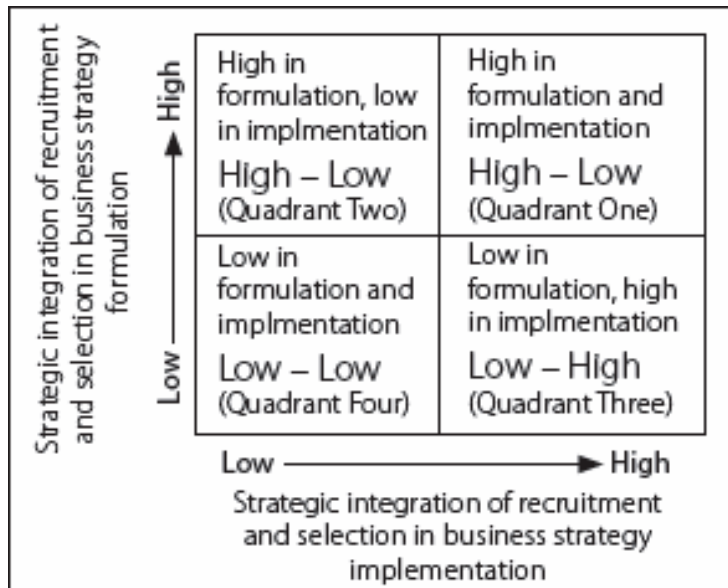 Strategic integration of recruitment
and selection in business strategy
formulation
High
Low
High in
formulation, low
in implmentation
High – Low
(Quadrant Two)
High in
formulation and
implmentation
High – Low
(Quadrant One)
Low in
formulation and
implmentation
Low – Low
(Quadrant Four)
Low in
formulation, high
in implmentation
Low – High
(Quadrant Three)
Low
High
Strategic integration of recruitment
and selection in business strategy
implementation